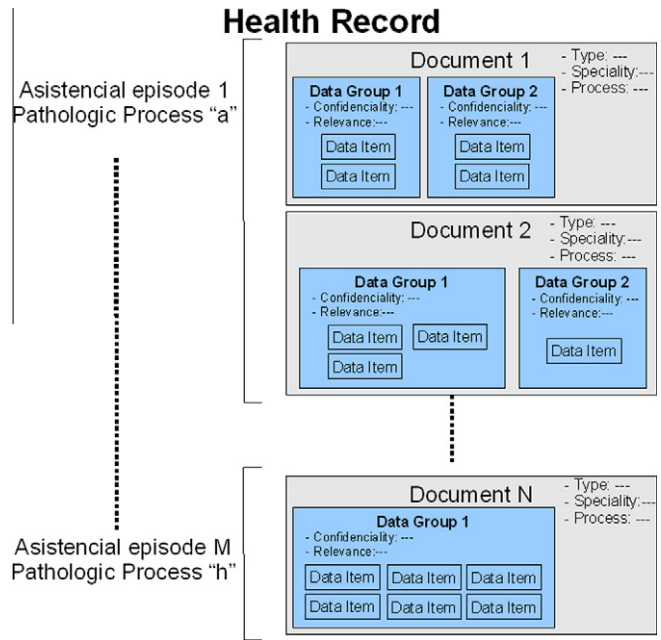 Health Record
Asistencial episode 1
Pathologic Process “a”
Document 1
- Type: ---
- Speciality:---
- Process: ---
Data Group 1
- Confidenciality: ---
- Relevance:---
Data Item
Data Item
Data Group 2
- Confidenciality: ---
- Relevance:---
Data Item
Data Item
Document 2
- Type: ---
- Speciality:---
- Process: ---
Data Group 1
- Confidenciality: ---
- Relevance:---
Data Item Data Item
Data Item
Data Group 2
- Confidenciality: ---
- Relevance:---
Data Item
Asistencial episode M
Pathologic Process “h”
Document N
- Type: ---
- Speciality:---
- Process: ---
Data Group 1
- Confidenciality: ---
- Relevance:---
Data Item Data Item Data Item
Data Item Data Item Data Item